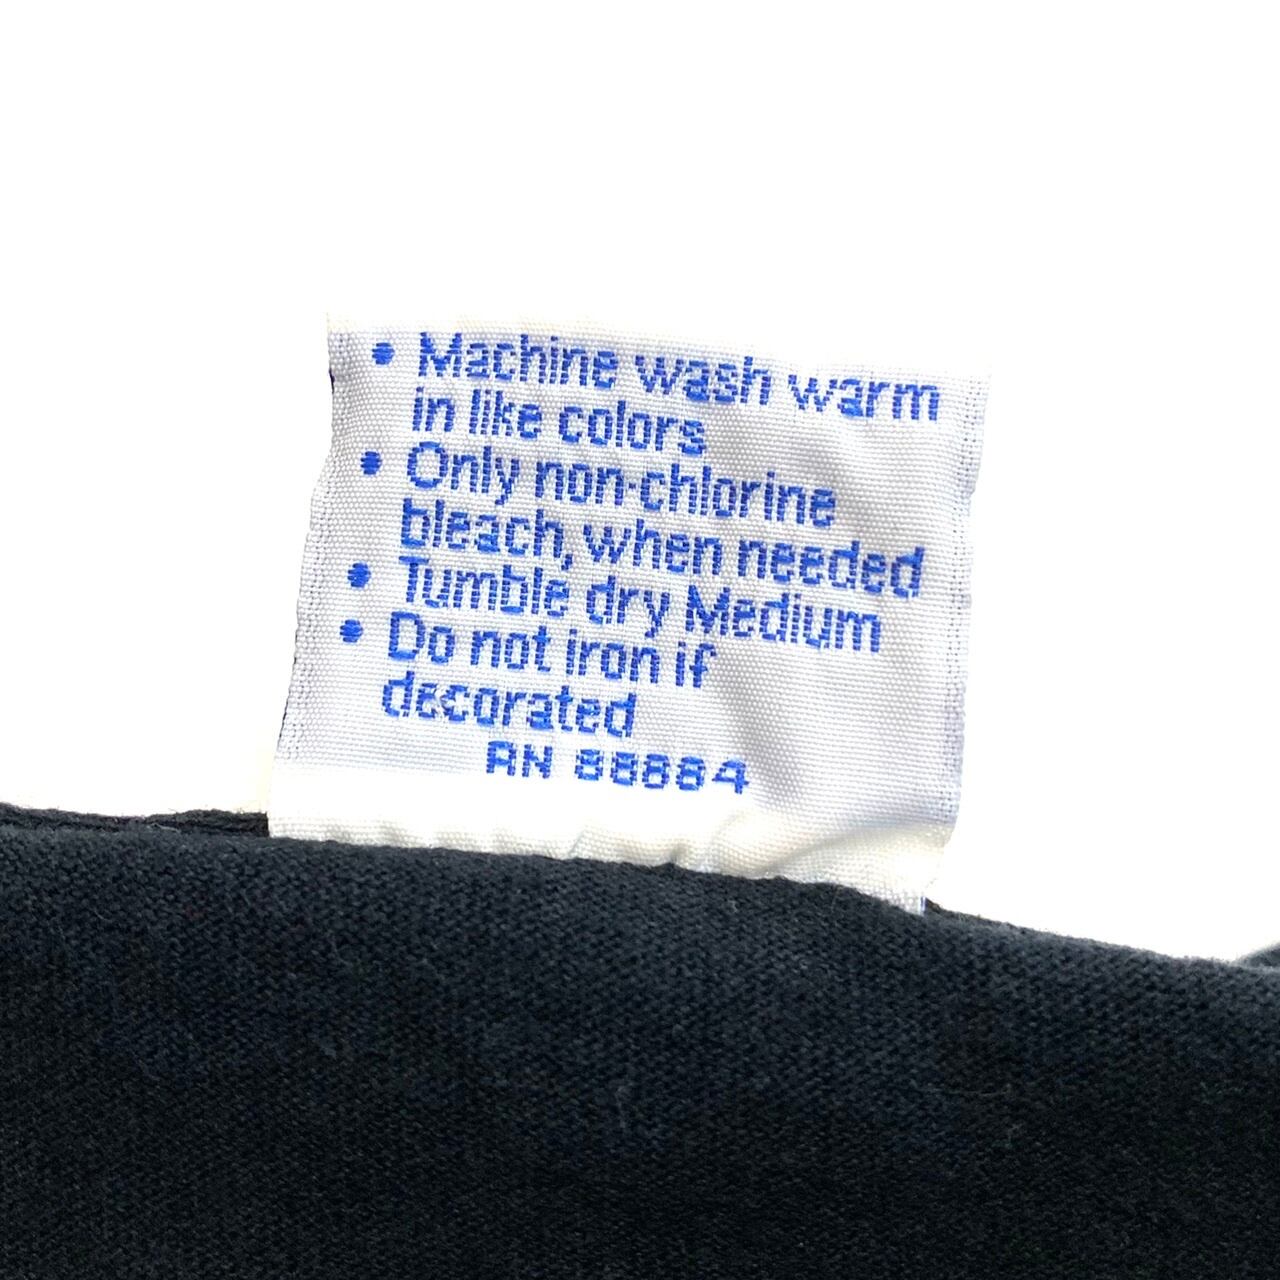 • Machine wash warm
in like colors
• Only non-chlorine
bleach, when needed
• Tumble dry Medium
• Do not iron if
decorated
RN 88884